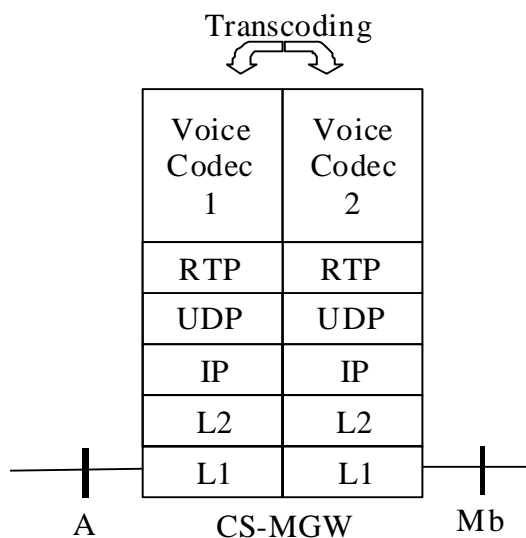 Transcoding
Voice Codec 1
Voice Codec 2
RTP RTP
UDP UDP
IP IP
L2 L2
L1 L1
A CS-MGW Mb